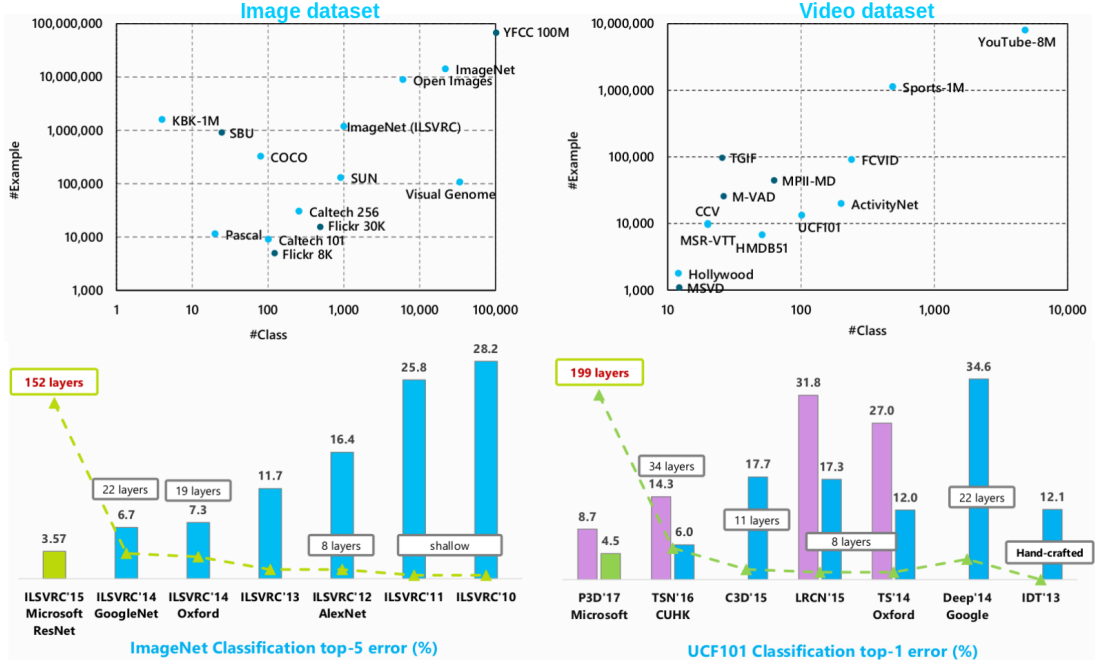 Image dataset
100,000,000
10,000,000
1,000,000
100,000
10,000
1,000
#Example
YFCC 100M
ImageNet
Open Images
KBK-1M
SBU
ImageNet (ILSVRC)
COCO
SUN
Visual Genome
Caltech 256
Flickr 30K
Pascal
Caltech 101
Flickr 8K
1
10
100
1,000
10,000
100,000
#Class
Video dataset
10,000,000
1,000,000
100,000
10,000
1,000
#Example
YouTube-8M
Sports-1M
TGIF
FCVID
MPII-MD
M-VAD
ActivityNet
CCV
UCF101
MSR-VTT
HMDB51
Hollywood
MSVD
10
100
1,000
10,000
#Class
152 layers
22 layers
19 layers
8 layers
shallow
3.57
6.7
7.3
11.7
16.4
25.8
28.2
ILSVRC'15
Microsoft
ResNet
ILSVRC'14
GoogleNet
ILSVRC'14
Oxford
ILSVRC'13
ILSVRC'12
AlexNet
ILSVRC'11
ILSVRC'10
ImageNet Classification top-5 error (%)
199 layers
34 layers
11 layers
8 layers
22 layers
Hand-crafted
8.7
4.5
14.3
6.0
17.7
31.8
17.3
27.0
12.0
34.6
12.1
P3D'17
Microsoft
TSN'16
CUHK
C3D'15
LRCN'15
TS'14
Oxford
Deep'14
Google
IDT'13
UCF101 Classification top-1 error (%)